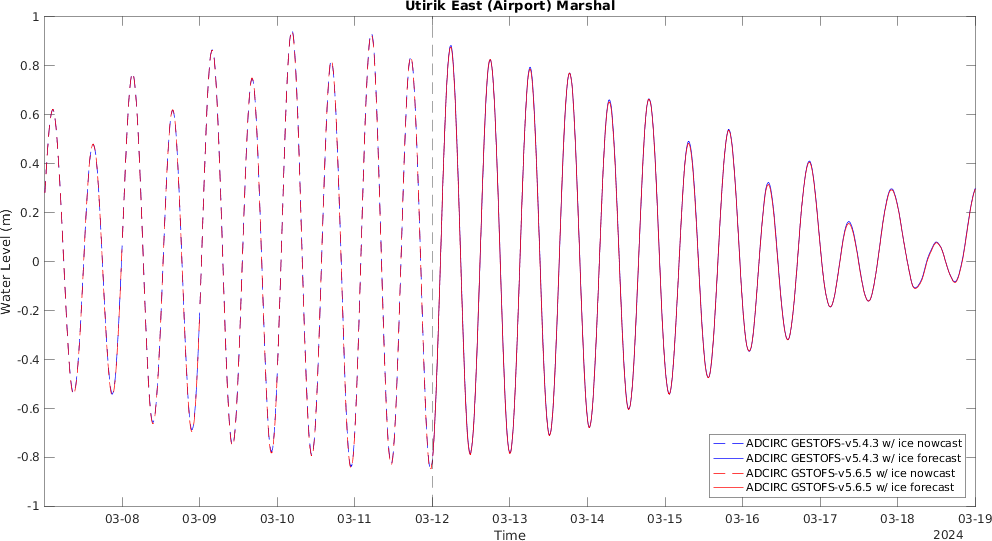 Utirik East (Airport) Marshal
1
0.8
0.6
0.4
0.2
0
-0.2
-0.4
-0.6
-0.8
-1
Water Level (m)
ADCIRC GESTOFS-v5.4.3 w/ ice nowcast
ADCIRC GESTOFS-v5.4.3 w/ ice forecast
ADCIRC GSTOFS-v5.6.5 w/ ice nowcast
ADCIRC GSTOFS-v5.6.5 w/ ice forecast
03-08 03-09 03-10 03-11 03-12 03-13 03-14 03-15 03-16 03-17 03-18 03-19
Time
2024